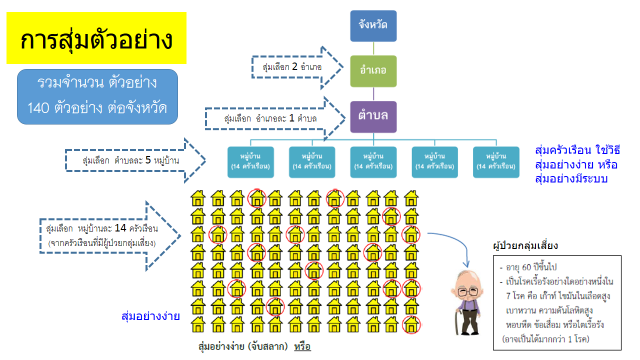 การสุ่มตัวอย่าง
รวมจำนวน ตัวอย่าง
140 ตัวอย่าง ต่อจังหวัด
จังหวัด
สุ่มเลือก 2 อำเภอ
อำเภอ
สุ่มเลือก อำเภอละ 1 ตำบล
ตำบล
สุ่มเลือก ตำบลละ 5 หมู่บ้าน
หมู่บ้าน
(14 ครัวเรือน)
หมู่บ้าน
(14 ครัวเรือน)
หมู่บ้าน
(14 ครัวเรือน)
หมู่บ้าน
(14 ครัวเรือน)
หมู่บ้าน
(14 ครัวเรือน)
สุ่มครัวเรือน ใช้วิธี
สุ่มอย่างง่าย หรือ
สุ่มอย่างมีระบบ
สุ่มเลือก หมู่บ้านละ 14 ครัวเรือน
(จากครัวเรือนที่มีผู้ป่วยกลุ่มเสี่ยง)
สุ่มอย่างง่าย
ผู้ป่วยกลุ่มเสี่ยง
- อายุ 60 ปีขึ้นไป
- เป็นโรคเรื้อรังอย่างใดอย่างหนึ่งใน
7 โรค คือ เก๊าท์ ไขมันในเลือดสูง
เบาหวาน ความดันโลหิตสูง
หอบหืด ข้อเสื่อม หรือไตเรื้อรัง
(อาจเป็นได้มากกว่า 1 โรค)
สุ่มอย่างง่าย (จับสลาก) หรือ